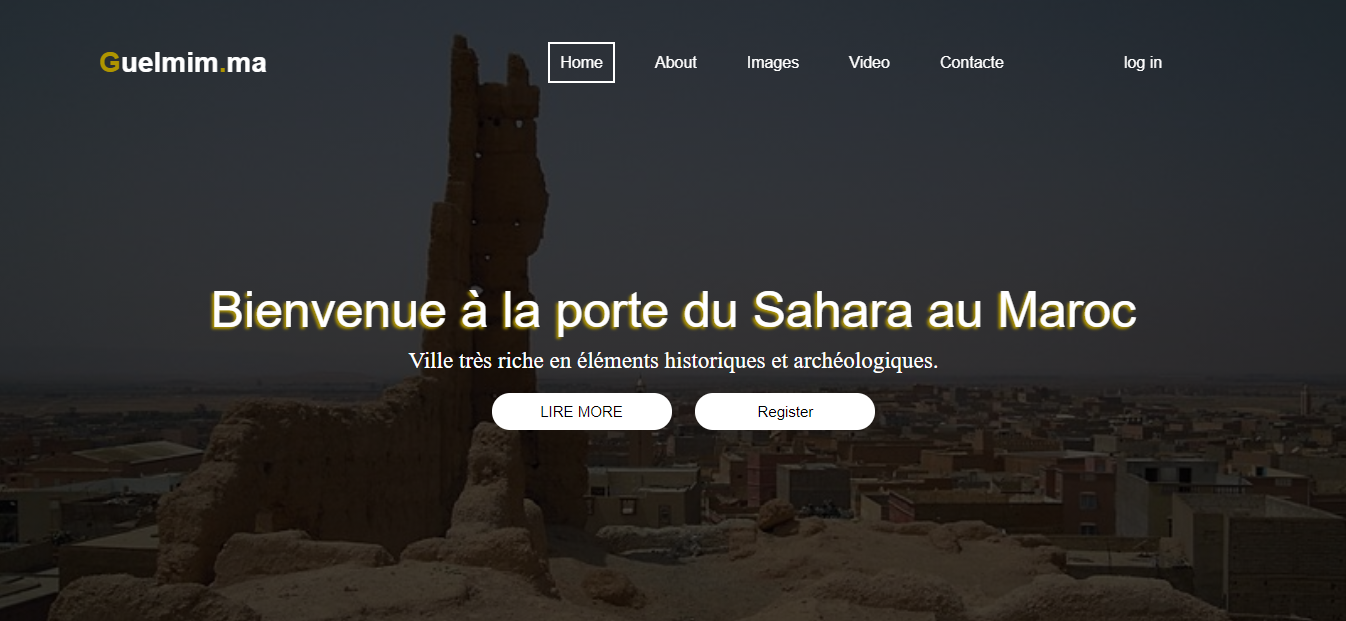 Guelmim.ma
Home About Images Video Contacte log in
Bienvenue à la porte du Sahara au Maroc
Ville très riche en éléments historiques et archéologiques.
LIRE MORE Register